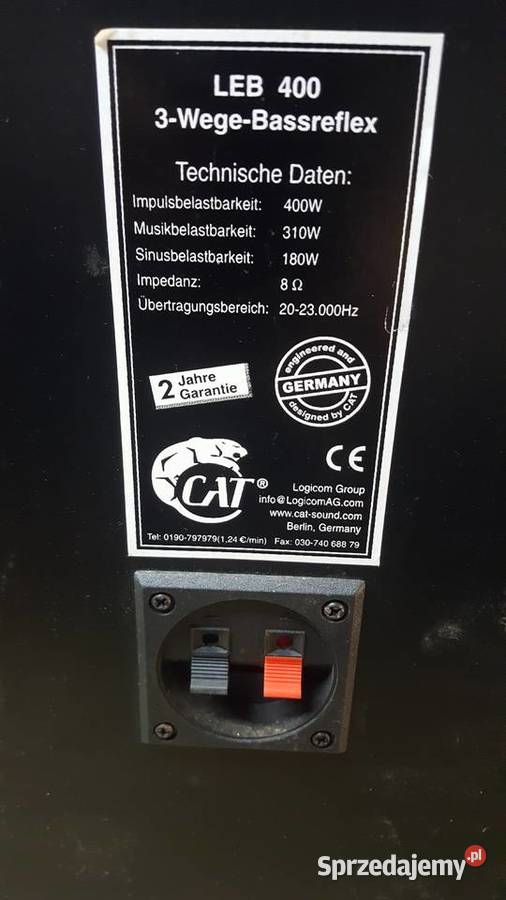 LEB 400
3-Wege-Bassreflex
Technische Daten:
Impulsbelastbarkeit: 400W
Musikbelastbarkeit: 310W
Sinusbelastbarkeit: 180W
Impedanz: 8 Ω
Übertragungsbereich: 20-23.000Hz
2 Jahre
Garantie
engineered and
GERMANY
designed by CAT
CE
CAT®
Logicom Group
info@LogicomAG.com
www.cat-sound.com
Berlin, Germany
Tel: 0190-797979(1,24 €/min) Fax: 030-740 688 79
Sprzedajemy.pl